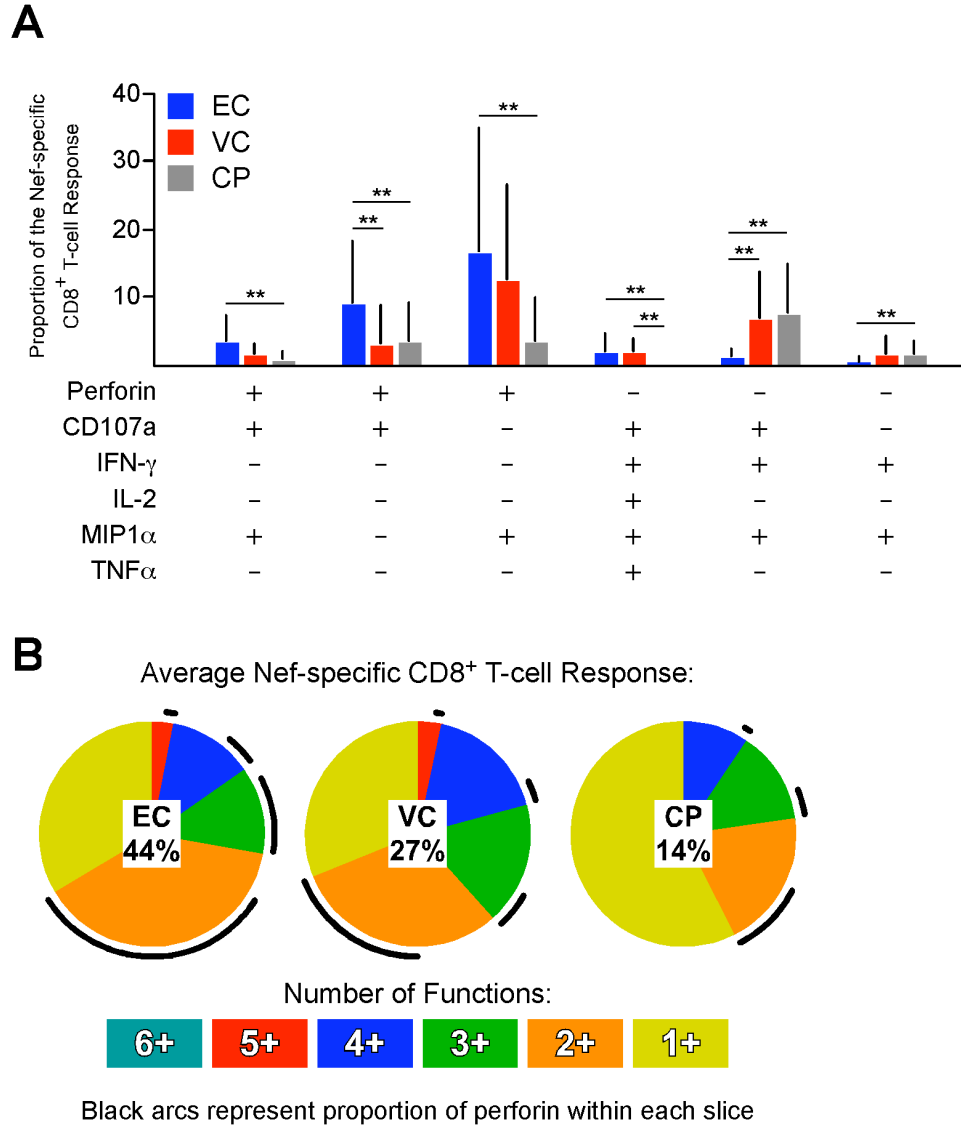 A
Proportion of the Nef-specific
CD8+ T-cell Response
40
30
20
10
EC
VC
CP
**
**
**
**
**
**
**
**
**
Perforin + + + – – –
CD107a + + – + + –
IFN-γ – – – + + +
IL-2 – – – + – –
MIP1α + – + + + +
TNFα – – – + – –
B
Average Nef-specific CD8+ T-cell Response:
EC
44%
VC
27%
CP
14%
Number of Functions:
6+ 5+ 4+ 3+ 2+ 1+
Black arcs represent proportion of perforin within each slice